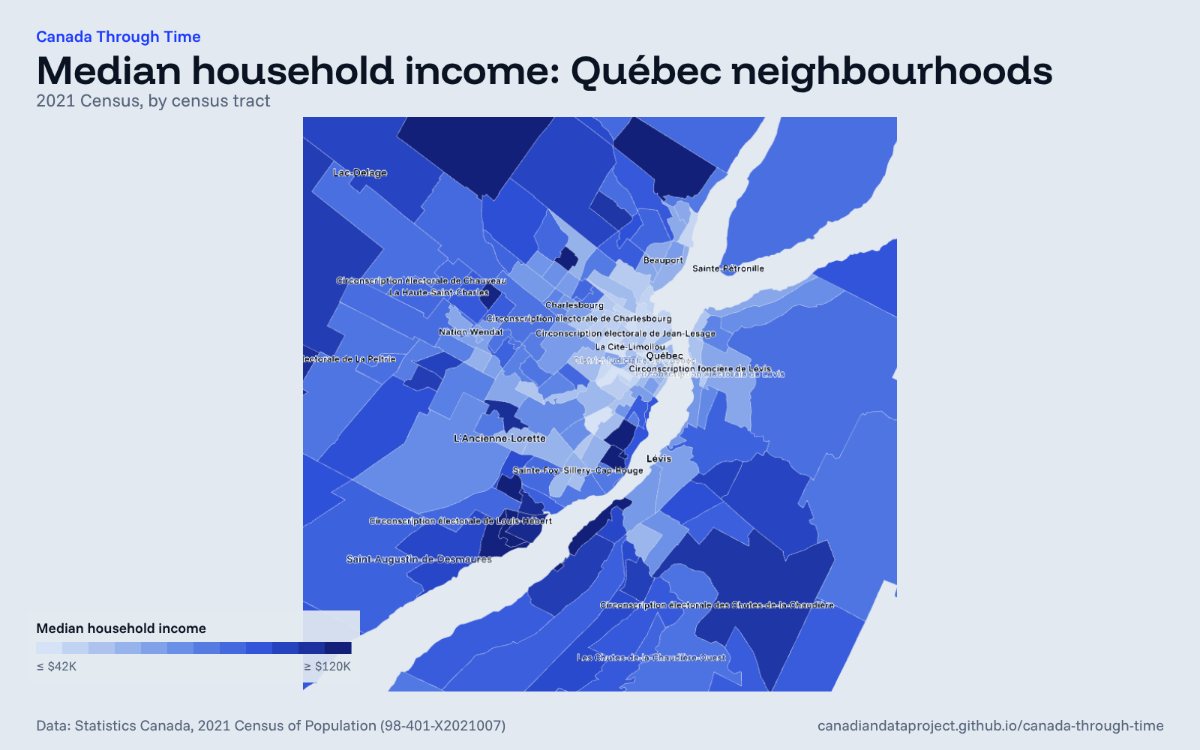 Canada Through Time
Median household income: Québec neighbourhoods
2021 Census, by census tract
Lac-Delage
Beauport
Sainte-Pétronille
Circonscription électorale de Chauveau
La Haute-Saint-Charles
Charlesbourg
Circonscription électorale de Charlesbourg
Nation Wendat
Circonscription électorale de Jean-Lesage
La Cité-Limoilou
Québec
ectorale de La Peltrie
Circonscription foncière de Lévis
L'Ancienne-Lorette
Lévis
Sainte-Foy-Sillery-Cap-Rouge
Circonscription électorale de Louis-Hébert
Saint-Augustin-de-Desmaures
Circonscription électorale des Chutes-de-la-Chaudière
Les Chutes-de-la-Chaudière-Ouest
Median household income
≤ $42K
≥ $120K
Data: Statistics Canada, 2021 Census of Population (98-401-X2021007)
canadiandataproject.github.io/canada-through-time